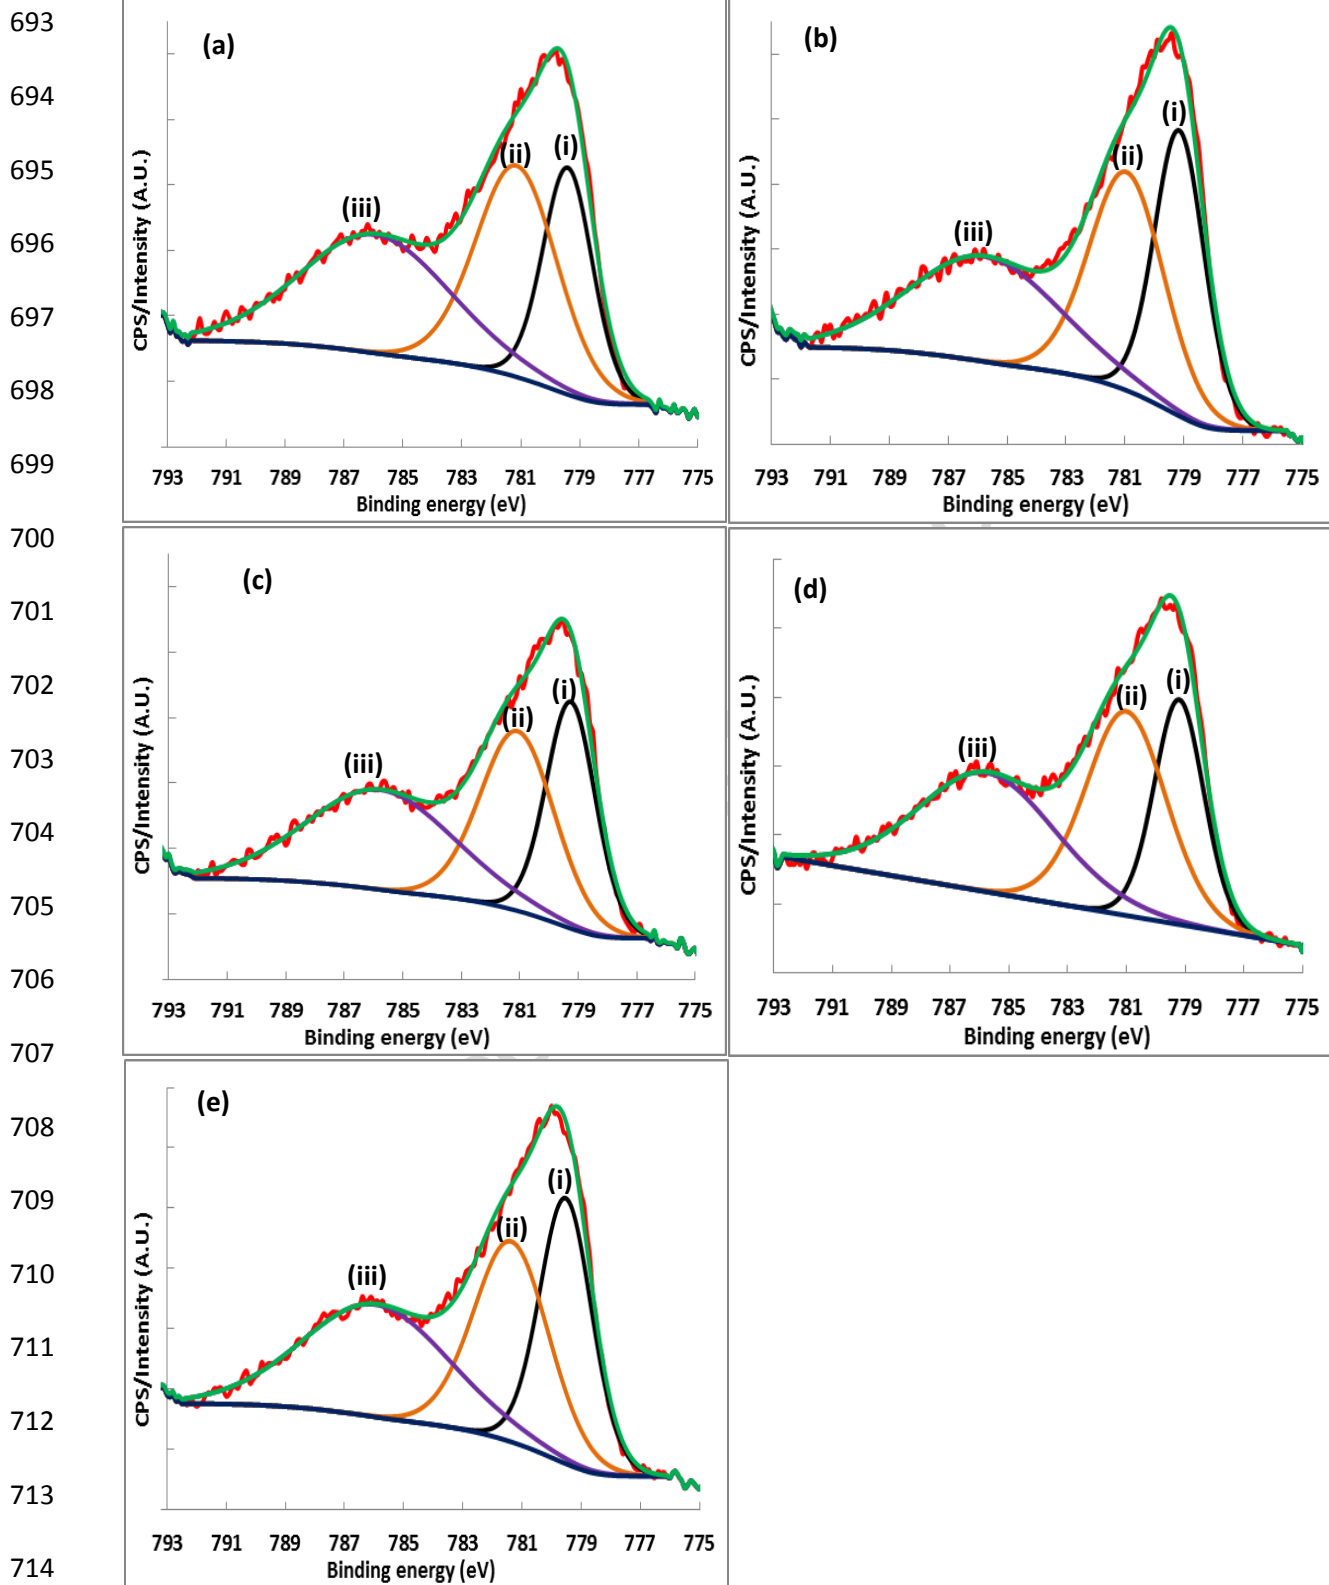 693
694
695
696
697
698
699
700
701
702
703
704
705
706
707
708
709
710
711
712
713
714
(a)
(i)
(ii)
(iii)
CPS/Intensity (A.U.)
793 791 789 787 785 783 781 779 777 775
Binding energy (eV)
(b)
(i)
(ii)
(iii)
CPS/Intensity (A.U.)
793 791 789 787 785 783 781 779 777 775
Binding energy (eV)
(c)
(i)
(ii)
(iii)
CPS/Intensity (A.U.)
793 791 789 787 785 783 781 779 777 775
Binding energy (eV)
(d)
(i)
(ii)
(iii)
CPS/Intensity (A.U.)
793 791 789 787 785 783 781 779 777 775
Binding energy (eV)
(e)
(i)
(ii)
(iii)
CPS/Intensity (A.U.)
793 791 789 787 785 783 781 779 777 775
Binding energy (eV)